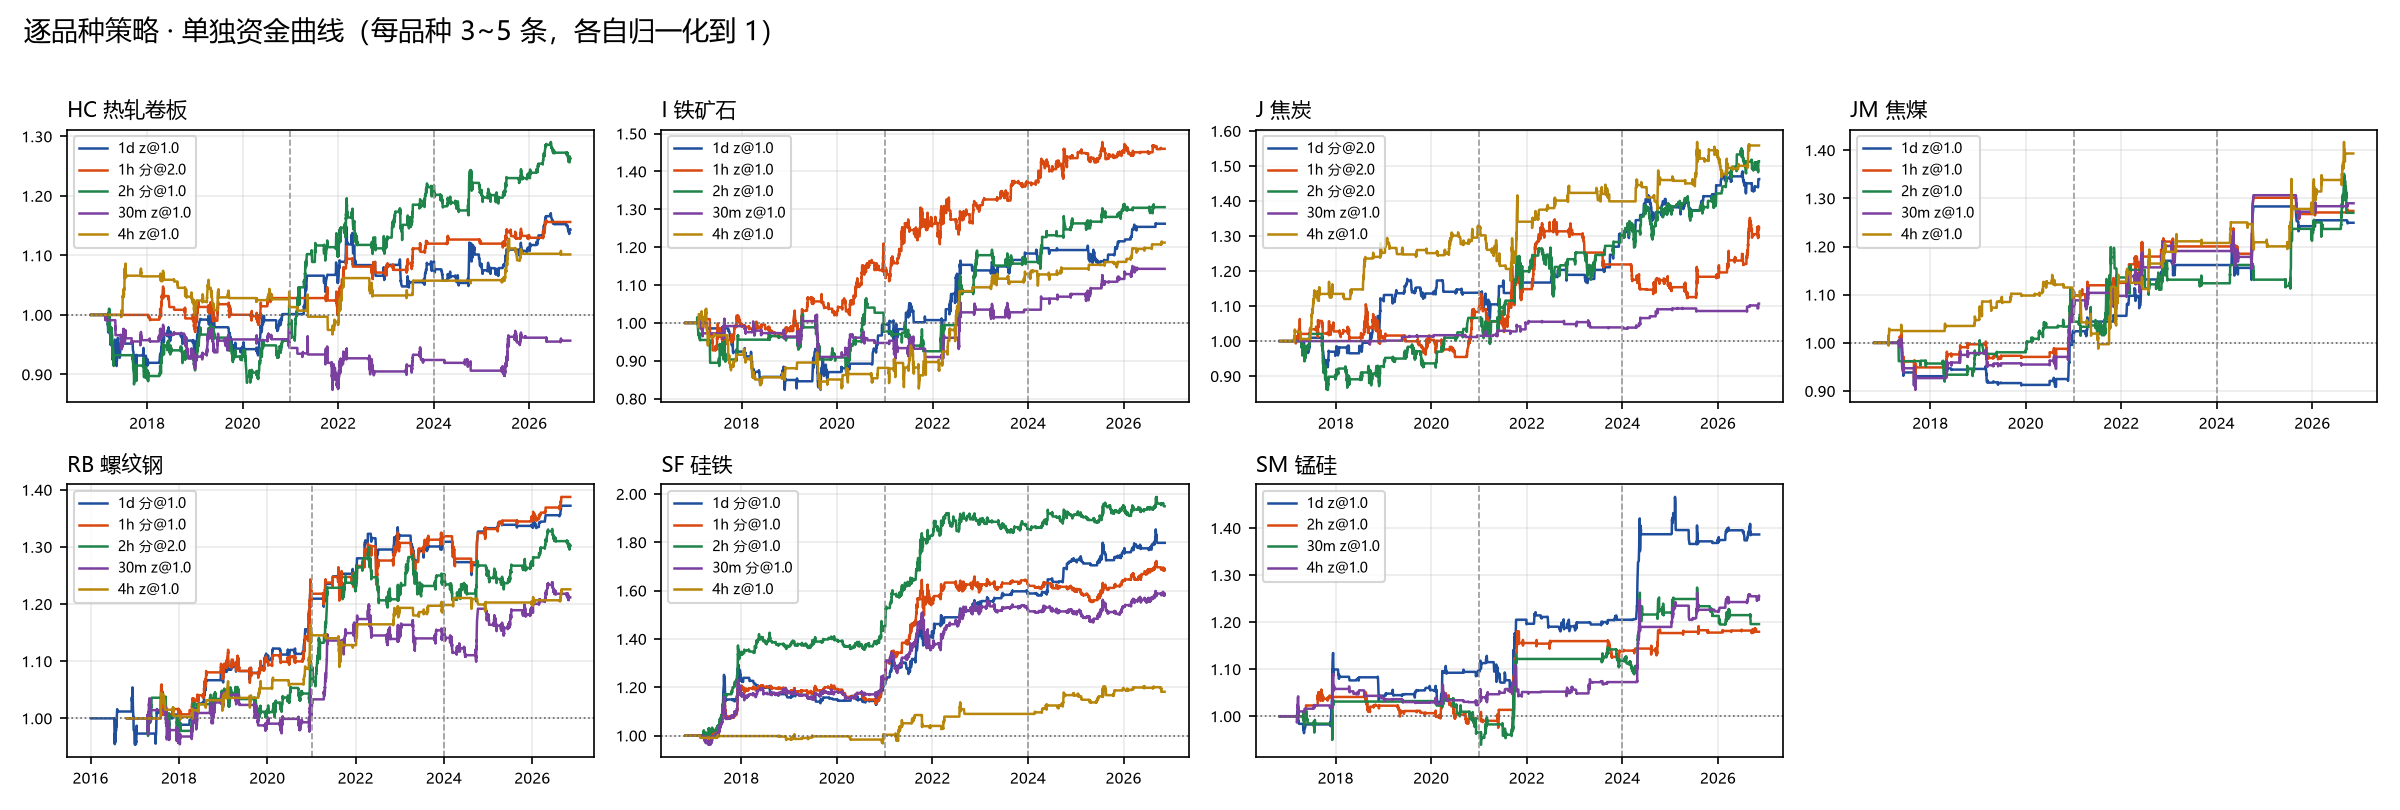 逐品种策略 · 单独资金曲线（每品种 3~5 条，各自归一化到 1）
HC 热轧卷板
1.30
1.20
1.10
1.00
0.90
1d z@1.0
1h 分@2.0
2h 分@1.0
30m z@1.0
4h z@1.0
2018
2020
2022
2024
2026
I 铁矿石
1.50
1.40
1.30
1.20
1.10
1.00
0.90
0.80
1d z@1.0
1h z@1.0
2h z@1.0
30m z@1.0
4h z@1.0
2018
2020
2022
2024
2026
J 焦炭
1.60
1.50
1.40
1.30
1.20
1.10
1.00
0.90
1d 分@2.0
1h 分@2.0
2h 分@2.0
30m z@1.0
4h z@1.0
2018
2020
2022
2024
2026
JM 焦煤
1.40
1.30
1.20
1.10
1.00
0.90
1d z@1.0
1h z@1.0
2h z@1.0
30m z@1.0
4h z@1.0
2018
2020
2022
2024
2026
RB 螺纹钢
1.40
1.30
1.20
1.10
1.00
1d 分@1.0
1h 分@1.0
2h 分@2.0
30m z@1.0
4h z@1.0
2016
2018
2020
2022
2024
2026
SF 硅铁
2.00
1.80
1.60
1.40
1.20
1.00
1d 分@1.0
1h 分@1.0
2h 分@1.0
30m 分@1.0
4h z@1.0
2018
2020
2022
2024
2026
SM 锰硅
1.40
1.30
1.20
1.10
1.00
1d z@1.0
2h z@1.0
30m z@1.0
4h z@1.0
2018
2020
2022
2024
2026